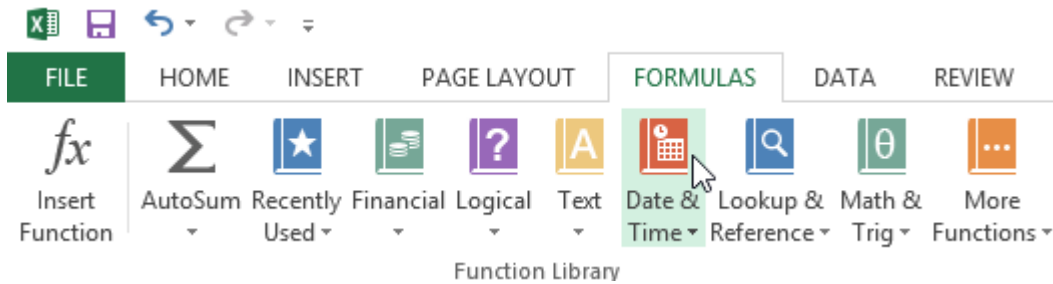 FILE HOME INSERT PAGE LAYOUT FORMULAS DATA REVIEW
fx Σ ? A θ
Insert AutoSum Recently Financial Logical Text Date & Lookup & Math & More
Function Used Time Reference Trig Functions
Function Library